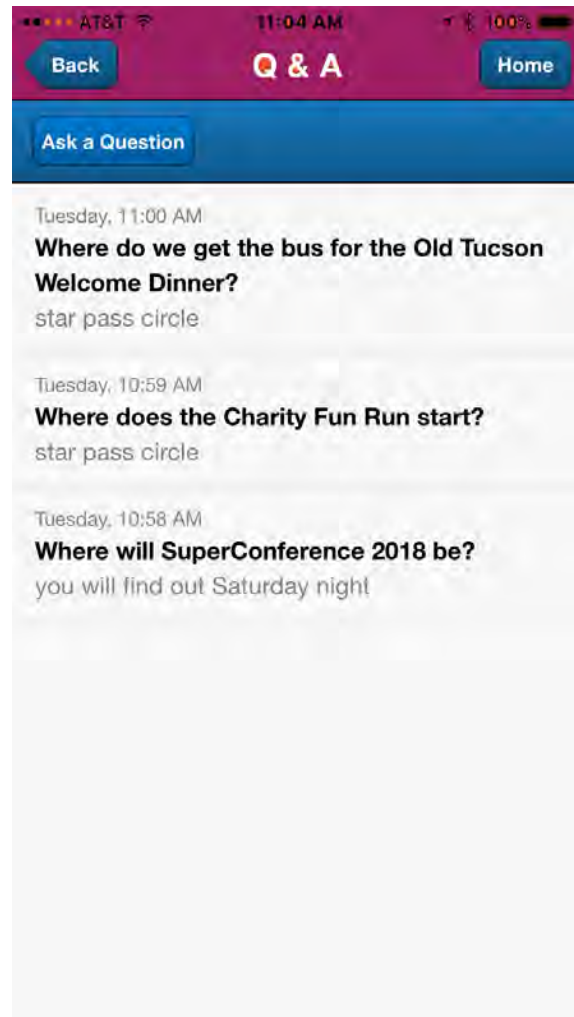 AT&T 11:04 AM 100%
Back Q & A Home
Ask a Question
Tuesday, 11:00 AM
Where do we get the bus for the Old Tucson
Welcome Dinner?
star pass circle
Tuesday, 10:59 AM
Where does the Charity Fun Run start?
star pass circle
Tuesday, 10:58 AM
Where will SuperConference 2018 be?
you will find out Saturday night